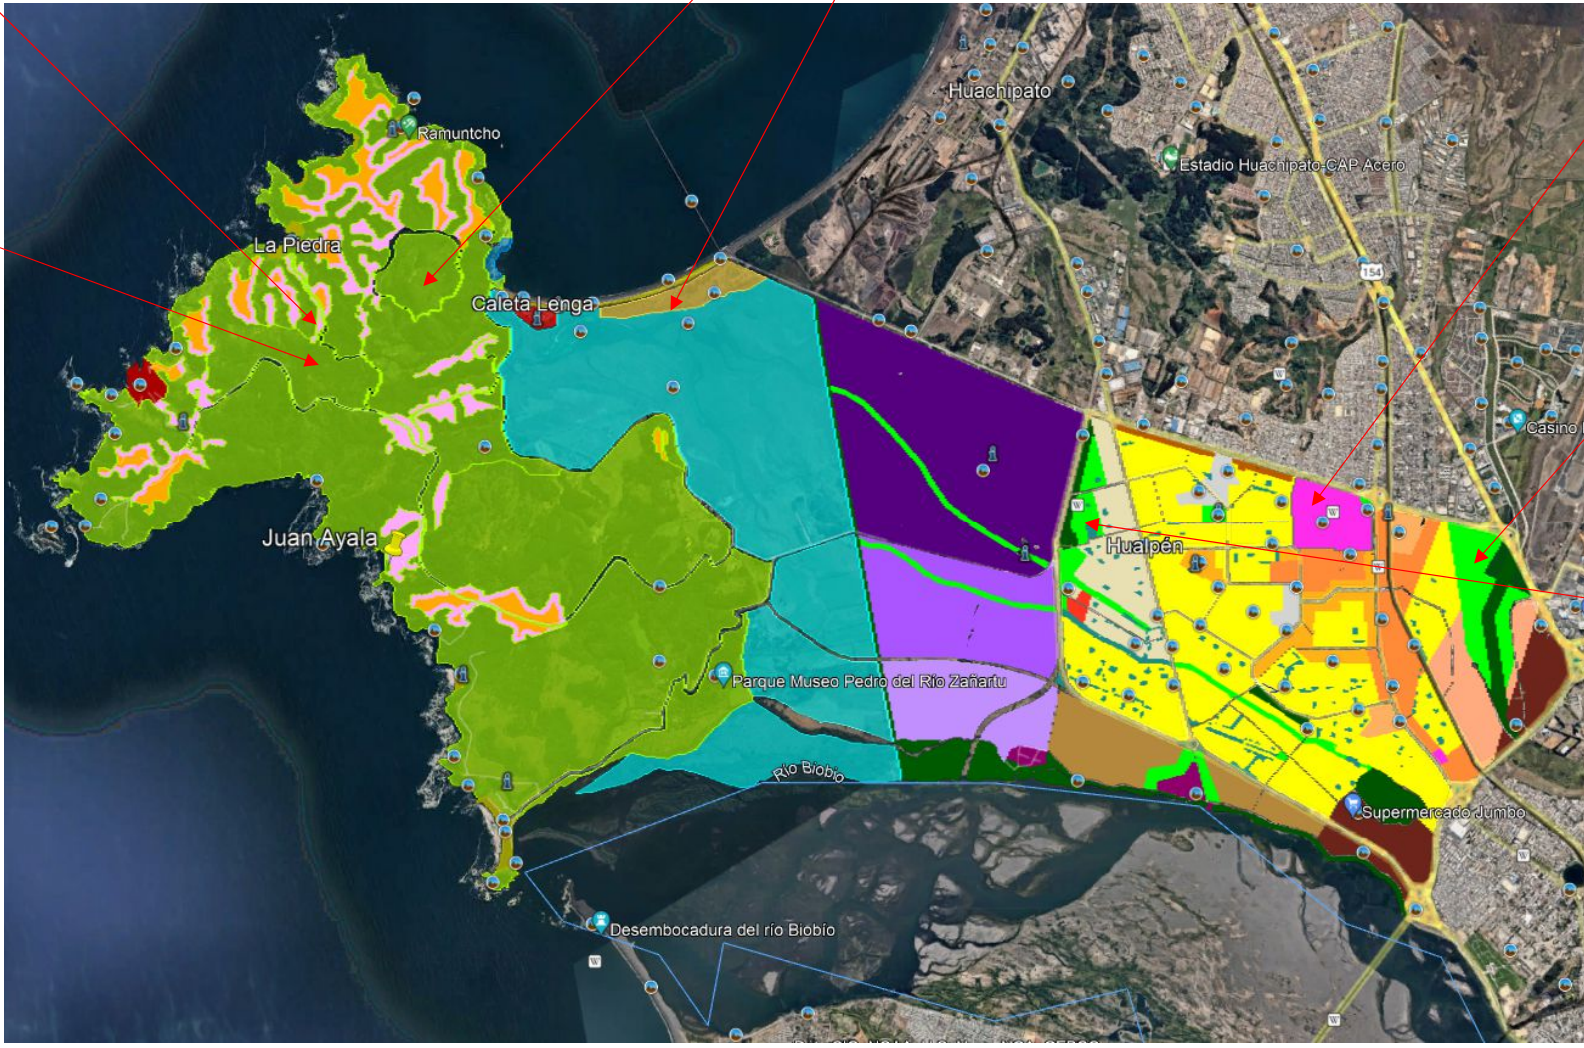 Huachipato
Ramuntcho
Estadio Huachipato-CAP Acero
La Piedra
154
Caleta Lenga
Casino
Juan Ayala
Hualpén
Parque Museo Pedro del Río Zañartu
Río Biobío
Supermercado Jumbo
Desembocadura del río Biobío